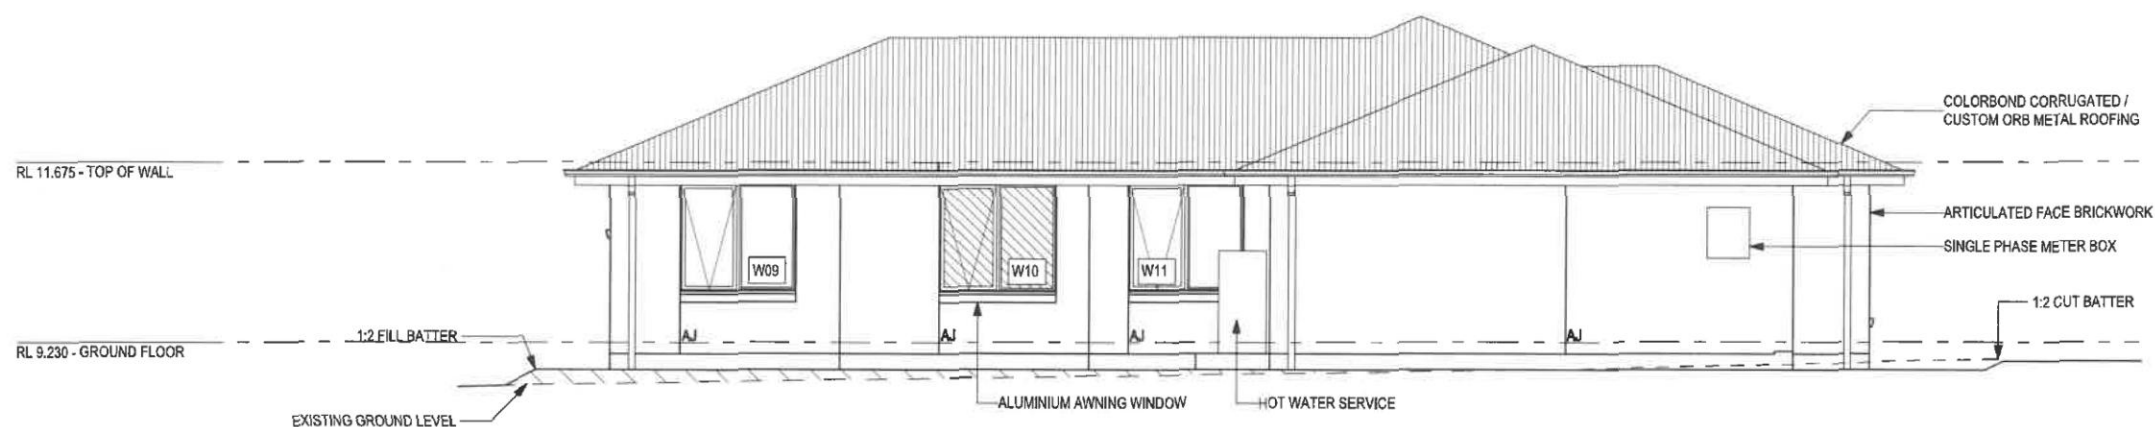 COLORBOND CORRUGATED /
CUSTOM ORB METAL ROOFING
RL 11.675 - TOP OF WALL
ARTICULATED FACE BRICKWORK
SINGLE PHASE METER BOX
W09
W10
W11
1:2 CUT BATTER
1:2 FILL BATTER
AJ
AJ
AJ
AJ
RL 9.230 - GROUND FLOOR
ALUMINIUM AWNING WINDOW
HOT WATER SERVICE
EXISTING GROUND LEVEL